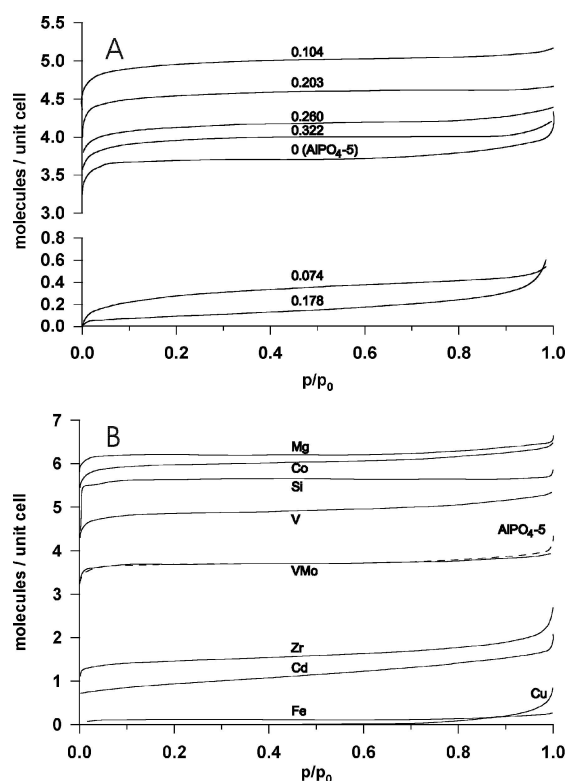 A
5.5
5.0
4.5
4.0
3.5
3.0
0.104
0.203
0.260
0.322
0 (AlPO4-5)
0.8
0.6
0.4
0.2
0.0
0.074
0.178
0.0 0.2 0.4 0.6 0.8 1.0
p/p0
molecules / unit cell
B
7
6
5
4
3
2
1
0
Mg
Co
Si
V
AlPO4-5
VMo
Zr
Cd
Fe
Cu
0.0 0.2 0.4 0.6 0.8 1.0
p/p0
molecules / unit cell